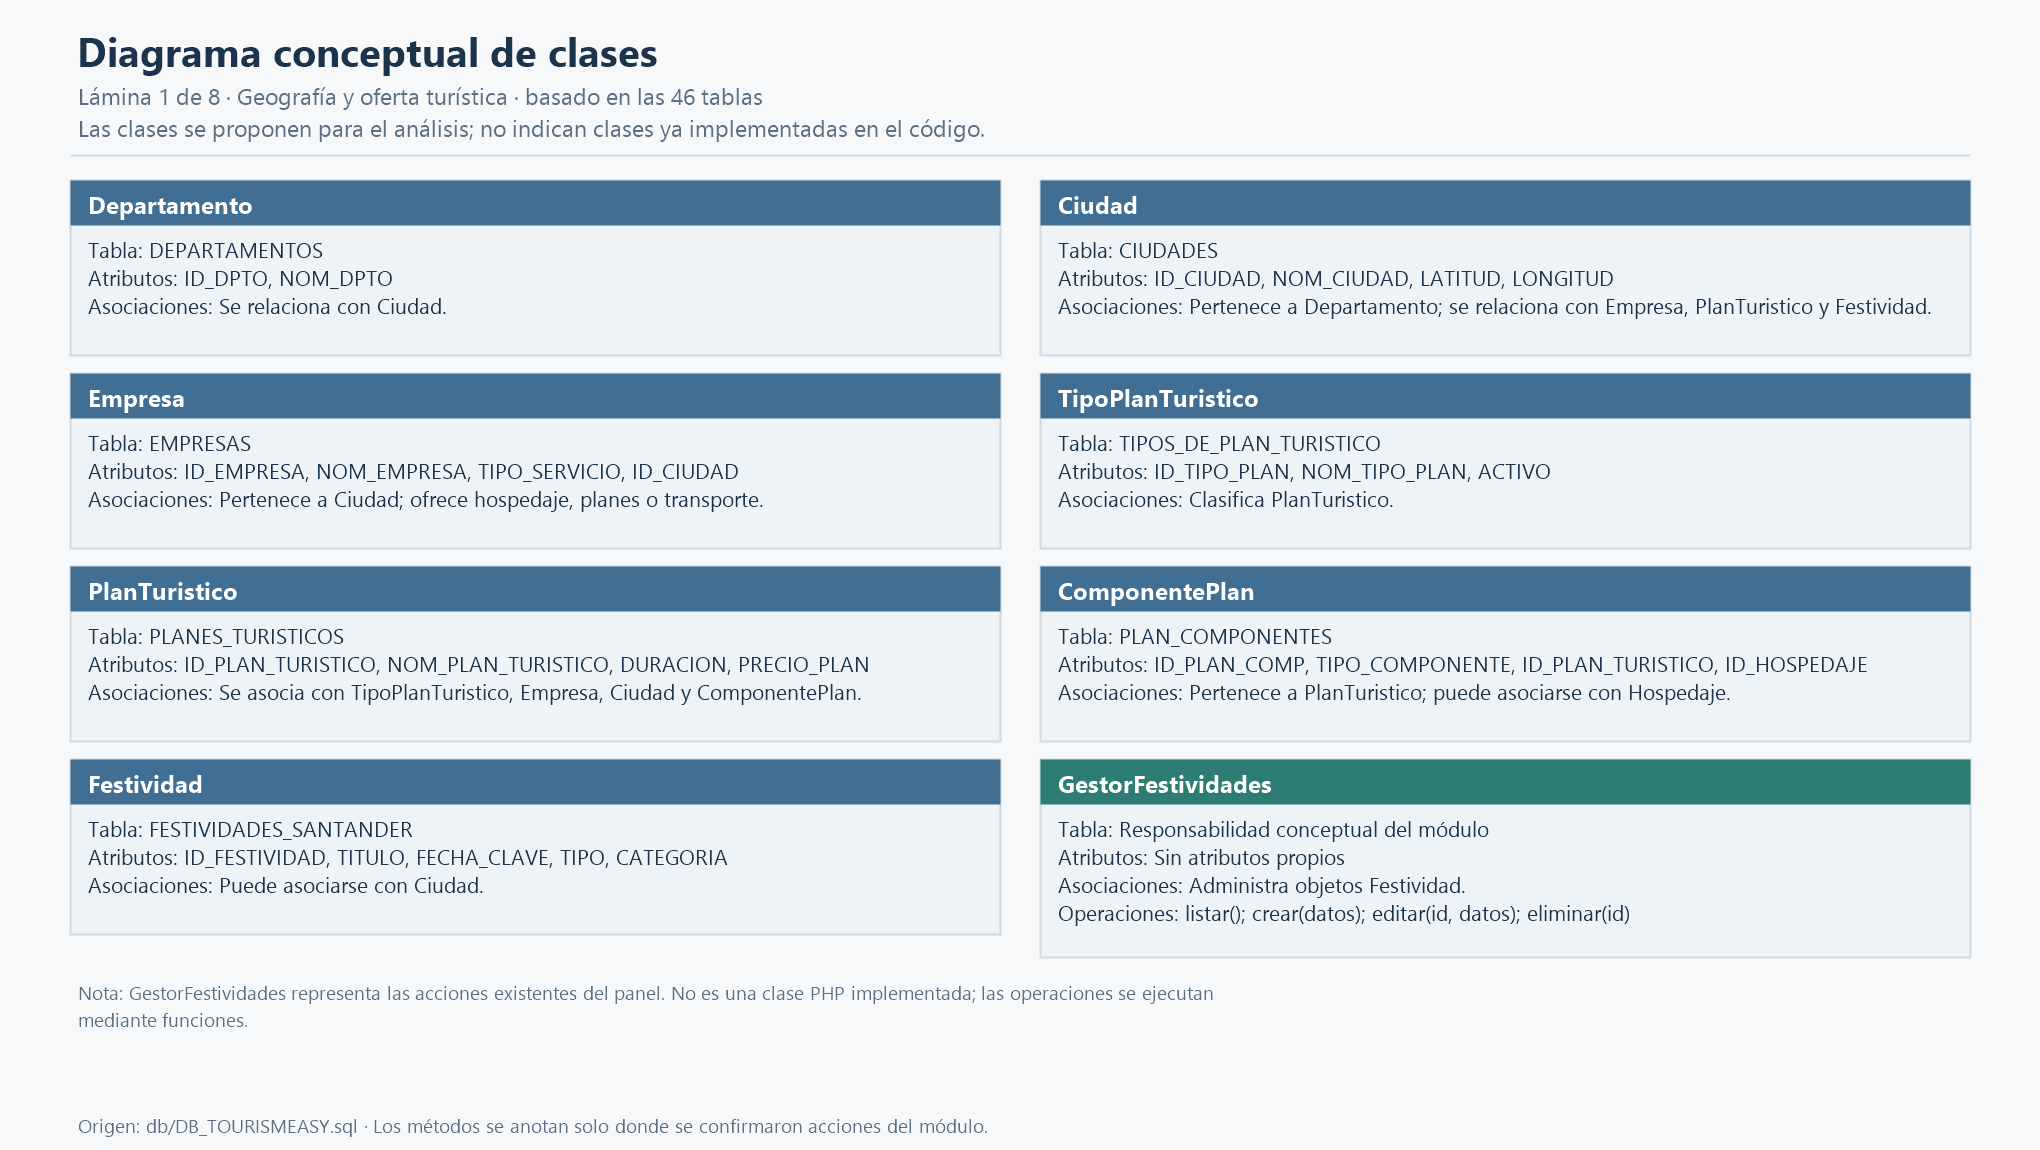 Diagrama conceptual de clases
Lámina 1 de 8 · Geografía y oferta turística · basado en las 46 tablas
Las clases se proponen para el análisis; no indican clases ya implementadas en el código.
Departamento
Tabla: DEPARTAMENTOS
Atributos: ID_DPTO, NOM_DPTO
Asociaciones: Se relaciona con Ciudad.
Ciudad
Tabla: CIUDADES
Atributos: ID_CIUDAD, NOM_CIUDAD, LATITUD, LONGITUD
Asociaciones: Pertenece a Departamento; se relaciona con Empresa, PlanTuristico y Festividad.
Empresa
Tabla: EMPRESAS
Atributos: ID_EMPRESA, NOM_EMPRESA, TIPO_SERVICIO, ID_CIUDAD
Asociaciones: Pertenece a Ciudad; ofrece hospedaje, planes o transporte.
TipoPlanTuristico
Tabla: TIPOS_DE_PLAN_TURISTICO
Atributos: ID_TIPO_PLAN, NOM_TIPO_PLAN, ACTIVO
Asociaciones: Clasifica PlanTuristico.
PlanTuristico
Tabla: PLANES_TURISTICOS
Atributos: ID_PLAN_TURISTICO, NOM_PLAN_TURISTICO, DURACION, PRECIO_PLAN
Asociaciones: Se asocia con TipoPlanTuristico, Empresa, Ciudad y ComponentePlan.
ComponentePlan
Tabla: PLAN_COMPONENTES
Atributos: ID_PLAN_COMP, TIPO_COMPONENTE, ID_PLAN_TURISTICO, ID_HOSPEDAJE
Asociaciones: Pertenece a PlanTuristico; puede asociarse con Hospedaje.
Festividad
Tabla: FESTIVIDADES_SANTANDER
Atributos: ID_FESTIVIDAD, TITULO, FECHA_CLAVE, TIPO, CATEGORIA
Asociaciones: Puede asociarse con Ciudad.
GestorFestividades
Tabla: Responsabilidad conceptual del módulo
Atributos: Sin atributos propios
Asociaciones: Administra objetos Festividad.
Operaciones: listar(); crear(datos); editar(id, datos); eliminar(id)
Nota: GestorFestividades representa las acciones existentes del panel. No es una clase PHP implementada; las operaciones se ejecutan
mediante funciones.
Origen: db/DB_TOURISMEASY.sql · Los métodos se anotan solo donde se confirmaron acciones del módulo.